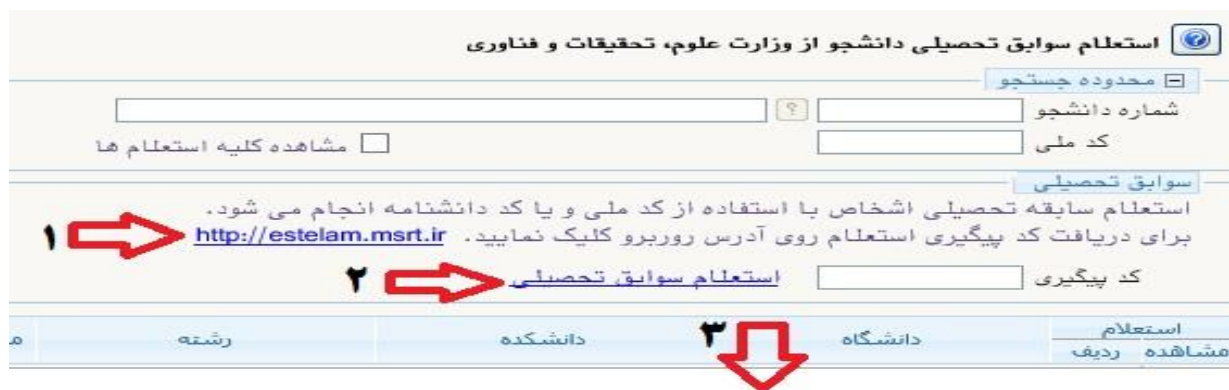 استعلام سوابق تحصیلی دانشجو از وزارت علوم، تحقیقات و فناوری
محدوده جستجو
شماره دانشجو ?
کد ملی مشاهده کلیه استعلام ها
سوابق تحصیلی
استعلام سابقه تحصیلی اشخاص با استفاده از کد ملی و یا کد دانشنامه انجام می شود.
برای دریافت کد پیگیری استعلام روی آدرس روربرو کلیک نمایید. http://estelam.msrt.ir ۱
کد پیگیری استعلام سوابق تحصیلی ۲
استعلام
مشاهده ردیف دانشگاه ۳ دانشکده رشته